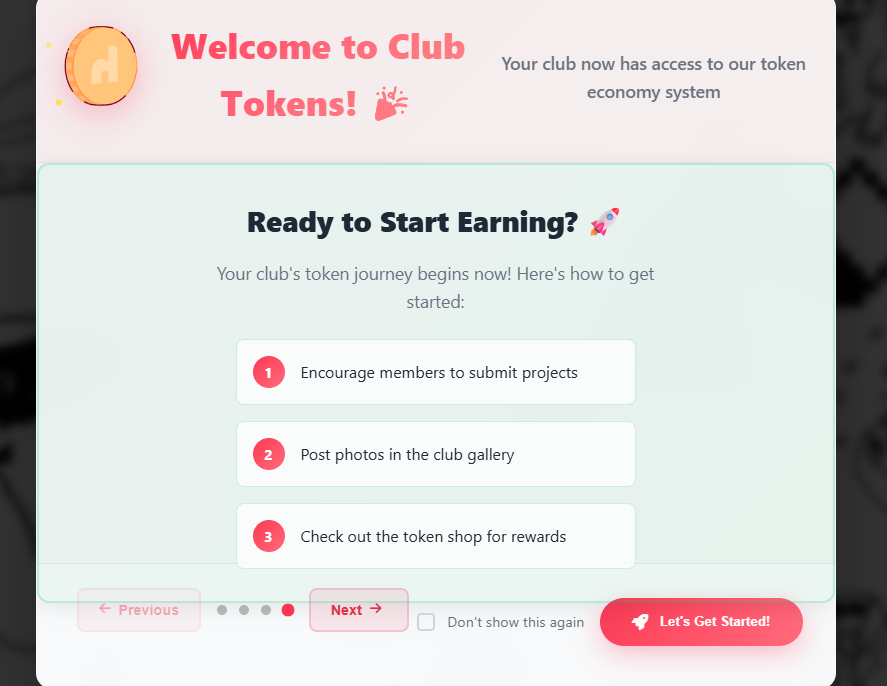 Welcome to Club
Tokens!
Your club now has access to our token
economy system
Ready to Start Earning?
Your club's token journey begins now! Here's how to get
started:
1 Encourage members to submit projects
2 Post photos in the club gallery
3 Check out the token shop for rewards
← Previous
Next →
Don't show this again
Let's Get Started!